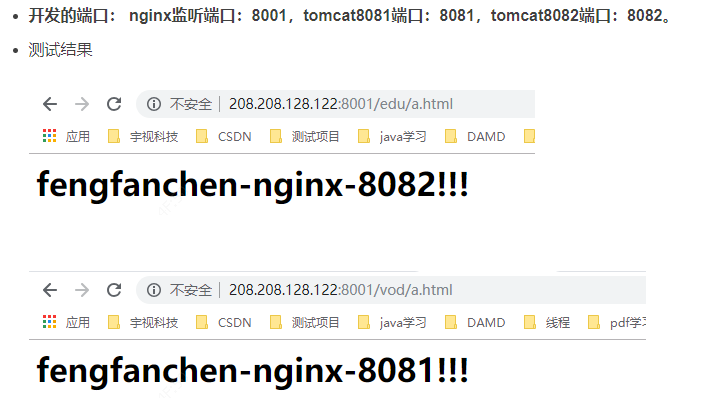 开发的端口： nginx监听端口：8001，tomcat8081端口：8081，tomcat8082端口：8082。
测试结果
不安全 208.208.128.122:8001/edu/a.html
应用 宇视科技 CSDN 测试项目 java学习 DAMD
fengfanchen-nginx-8082!!!
不安全 208.208.128.122:8001/vod/a.html
应用 宇视科技 CSDN 测试项目 java学习 DAMD 线程 pdf学习
fengfanchen-nginx-8081!!!